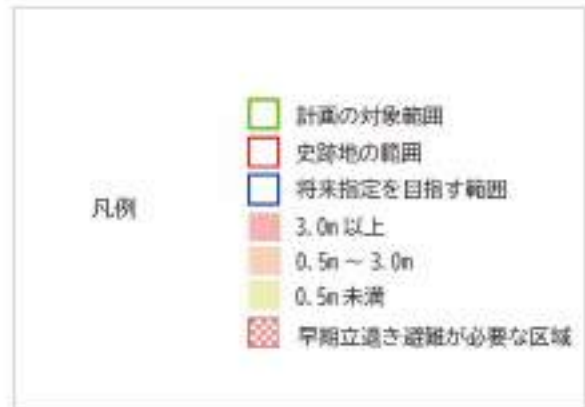 凡例
計画の対象範囲
史跡地の範囲
将来指定を目指す範囲
3.0m以上
0.5m～3.0m
0.5m未満
早期立退き避難が必要な区域